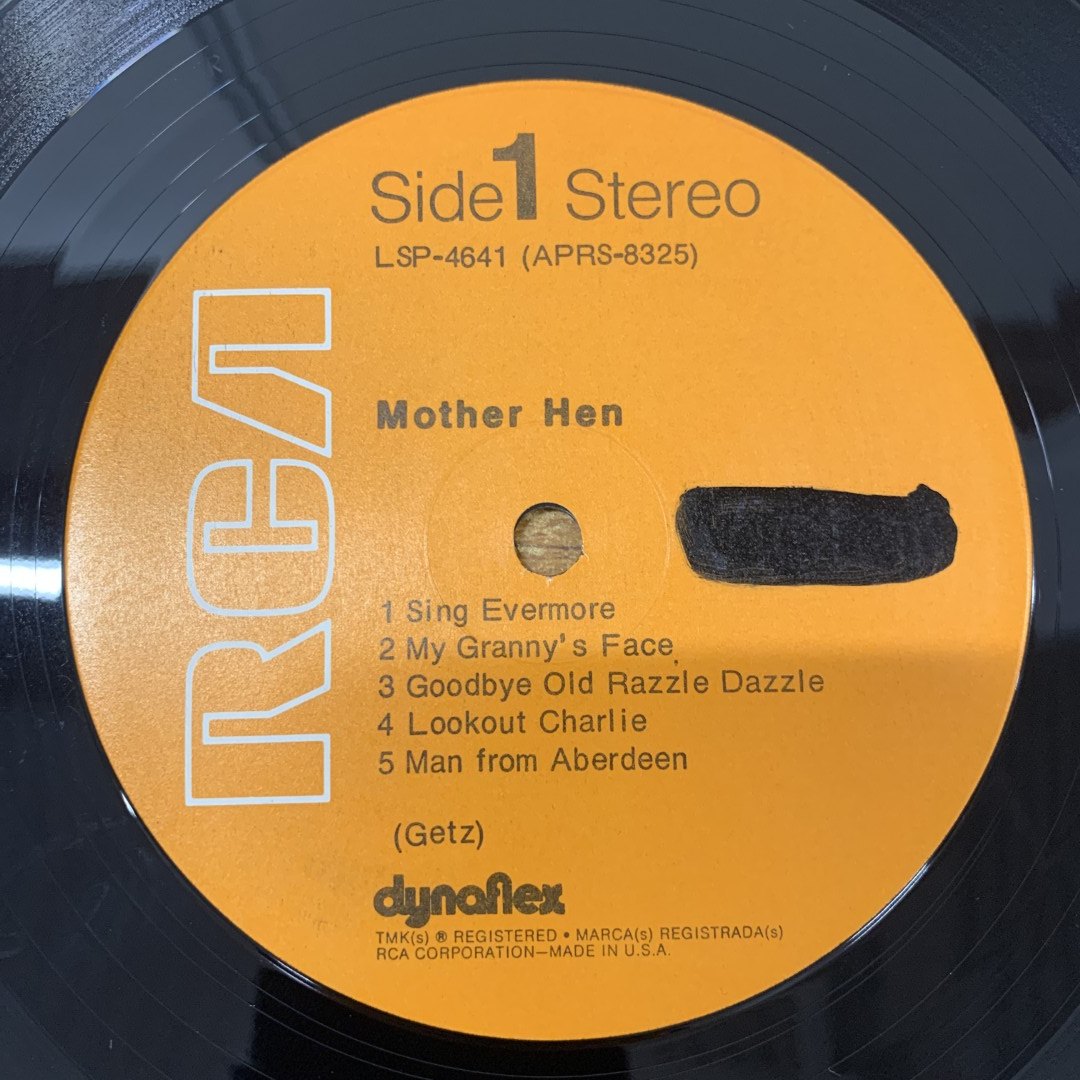 Side 1 Stereo
LSP-4641 (APRS-8325)
RCA
Mother Hen
1 Sing Evermore
2 My Granny's Face
3 Goodbye Old Razzle Dazzle
4 Lookout Charlie
5 Man from Aberdeen
(Getz)
dynaflex
TMK(s) ® REGISTERED • MARCA(s) REGISTRADA(s)
RCA CORPORATION—MADE IN U.S.A.